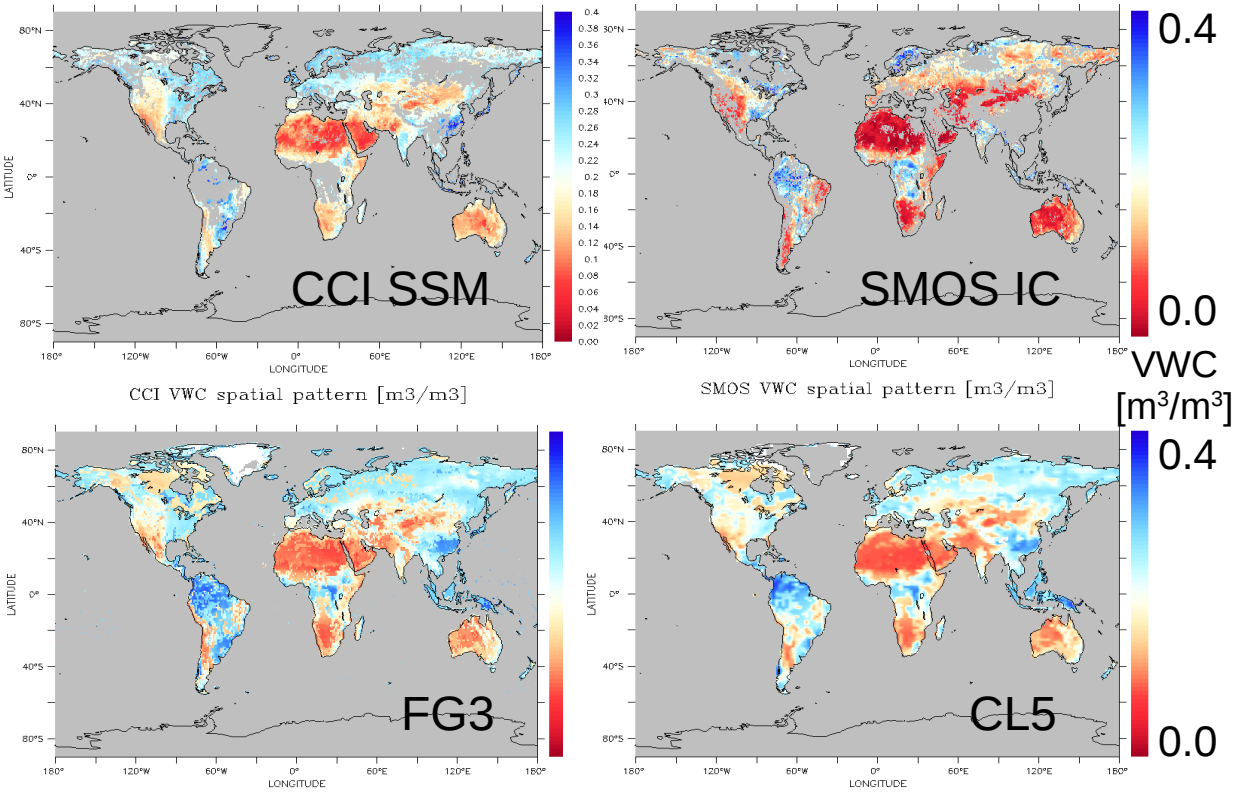 80°N
40°N
0°
40°S
80°S
LATITUDE
180°
120°W
60°W
0°
60°E
120°E
180°
LONGITUDE
CCI SSM
0.4
0.38
0.36
0.34
0.32
0.3
0.28
0.26
0.24
0.22
0.2
0.18
0.16
0.14
0.12
0.1
0.08
0.06
0.04
0.02
0.00
CCI VWC spatial pattern [m3/m3]
40°N
0°
40°S
180°
120°W
60°W
0°
60°E
120°E
180°
LONGITUDE
SMOS IC
0.4
0.0
SMOS VWC spatial pattern [m3/m3]
VWC
[m³/m³]
80°N
40°N
0°
40°S
80°S
LATITUDE
180°
120°W
60°W
0°
60°E
120°E
180°
LONGITUDE
FG3
80°N
40°N
0°
40°S
80°S
LATITUDE
180°
120°W
60°W
0°
60°E
120°E
180°
LONGITUDE
CL5
0.4
0.0